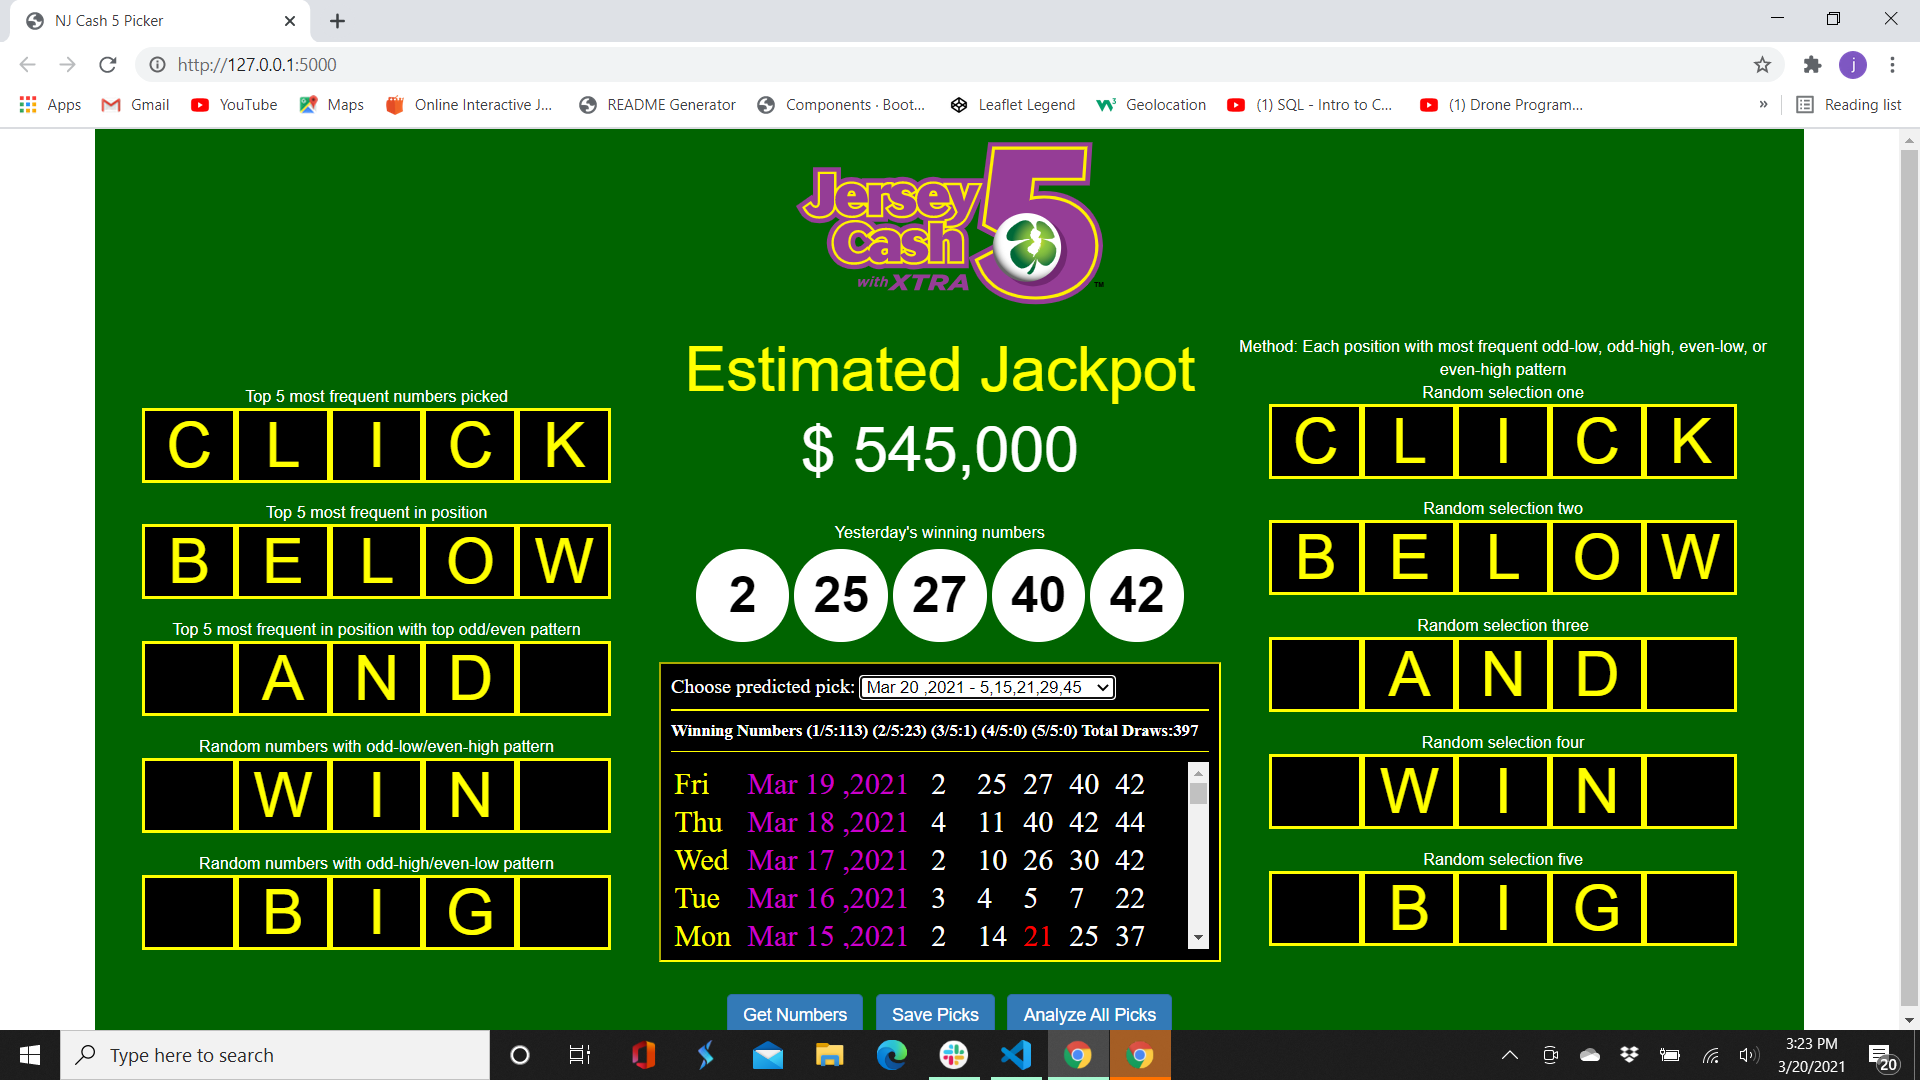 NJ Cash 5 Picker
http://127.0.0.1:5000
j
Apps Gmail YouTube Maps Online Interactive J... README Generator Components · Boot... Leaflet Legend Geolocation (1) SQL - Intro to C... (1) Drone Program... » Reading list
Jersey
Cash 5
with XTRA
TM
Estimated Jackpot
$ 545,000
Yesterday's winning numbers
2 25 27 40 42
Top 5 most frequent numbers picked
C L I C K
Top 5 most frequent in position
B E L O W
Top 5 most frequent in position with top odd/even pattern
A N D
Random numbers with odd-low/even-high pattern
W I N
Random numbers with odd-high/even-low pattern
B I G
Choose predicted pick: Mar 20 ,2021 - 5,15,21,29,45
Winning Numbers (1/5:113) (2/5:23) (3/5:1) (4/5:0) (5/5:0) Total Draws:397
Fri Mar 19 ,2021 2 25 27 40 42
Thu Mar 18 ,2021 4 11 40 42 44
Wed Mar 17 ,2021 2 10 26 30 42
Tue Mar 16 ,2021 3 4 5 7 22
Mon Mar 15 ,2021 2 14 21 25 37
Method: Each position with most frequent odd-low, odd-high, even-low, or
even-high pattern
Random selection one
C L I C K
Random selection two
B E L O W
Random selection three
A N D
Random selection four
W I N
Random selection five
B I G
Get Numbers Save Picks Analyze All Picks
Type here to search
3:23 PM
3/20/2021
20